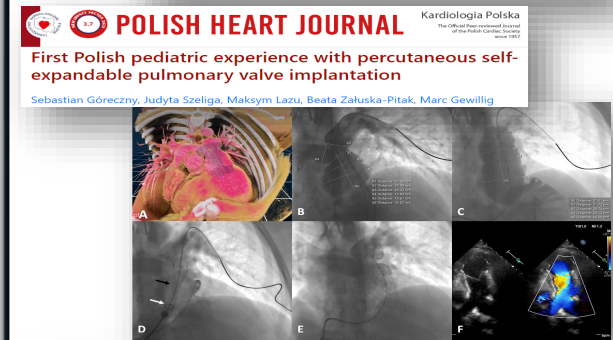 3.7
POLISH HEART JOURNAL
Kardiologia Polska
The Official Peer-reviewed Journal
of the Polish Cardiac Society
since 1957
First Polish pediatric experience with percutaneous self-
expandable pulmonary valve implantation
Sebastian Góreczny, Judyta Szeliga, Maksym Lazu, Beata Załuska-Pitak, Marc Gewillig
A
B
C
D
E
F